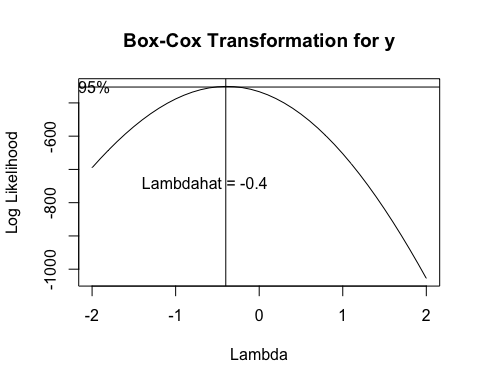 Box-Cox Transformation for y
95%
Lambdahat = -0.4
Log Likelihood
-600
-800
-1000
-2
-1
0
1
2
Lambda